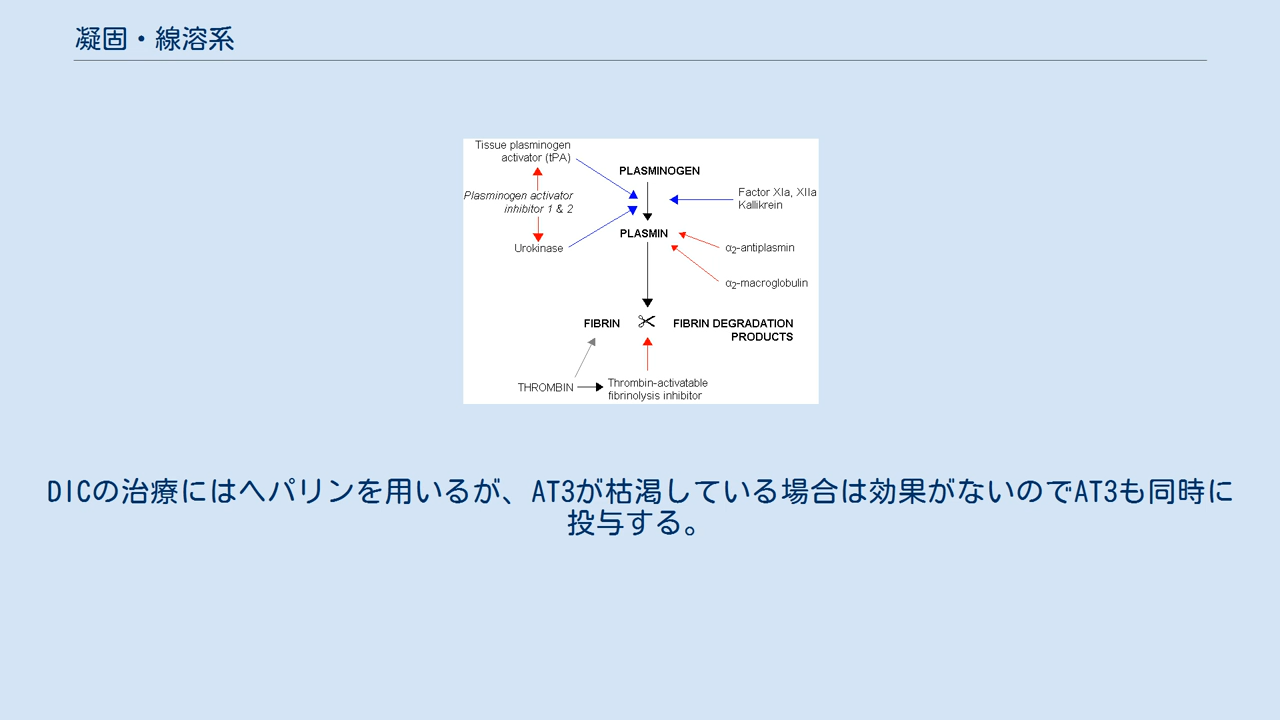 凝固・線溶系
Tissue plasminogen
activator (tPA)
PLASMINOGEN
Plasminogen activator
inhibitor 1 & 2
Factor XIa, XIIa
Kallikrein
PLASMIN
Urokinase
α2-antiplasmin
α2-macroglobulin
FIBRIN
FIBRIN DEGRADATION
PRODUCTS
THROMBIN
Thrombin-activatable
fibrinolysis inhibitor
DICの治療にはヘパリンを用いるが、AT3が枯渇している場合は効果がないのでAT3も同時に
投与する。